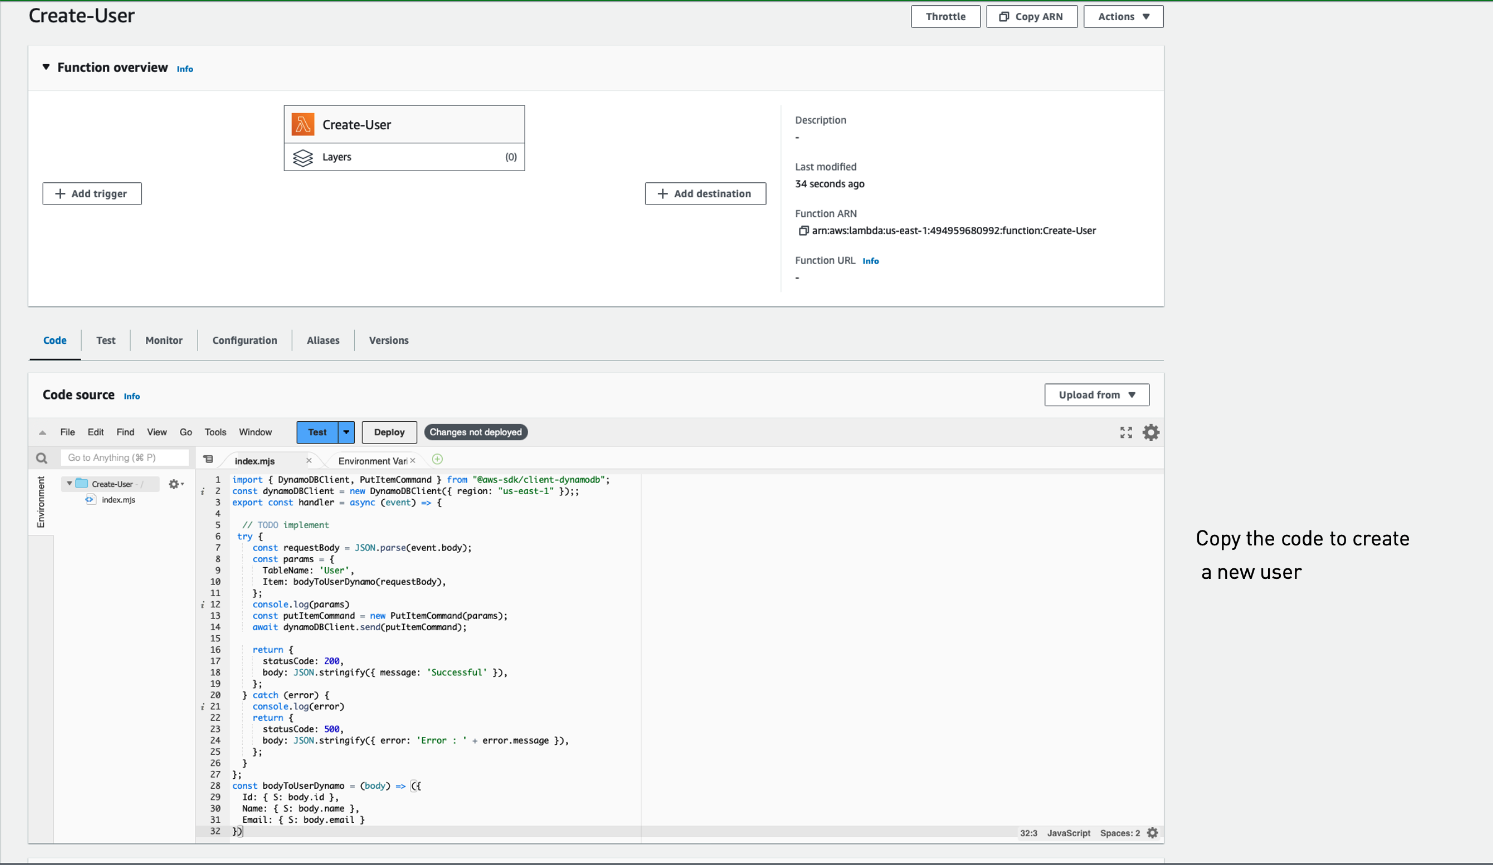 Create-User
Throttle
Copy ARN
Actions
Function overview Info
Create-User
Layers (0)
Add trigger
Add destination
Description
-
Last modified
34 seconds ago
Function ARN
arn:aws:lambda:us-east-1:494959680992:function:Create-User
Function URL Info
-
Code Test Monitor Configuration Aliases Versions
Code source Info
Upload from
File Edit Find View Go Tools Window Test Deploy Changes not deployed
Go to Anything (⌘ P)
index.mjs
Environment Vari
Environment
Create-User - /
index.mjs
1 import { DynamoDBClient, PutItemCommand } from "@aws-sdk/client-dynamodb";
i 2 const dynamoDBClient = new DynamoDBClient({ region: "us-east-1" });;
3 export const handler = async (event) => {
4
5 // TODO implement
6 try {
7 const requestBody = JSON.parse(event.body);
8 const params = {
9 TableName: 'User',
10 Item: bodyToUserDynamo(requestBody),
11 };
i 12 console.log(params)
13 const putItemCommand = new PutItemCommand(params);
14 await dynamoDBClient.send(putItemCommand);
15
16 return {
17 statusCode: 200,
18 body: JSON.stringify({ message: 'Successful' }),
19 };
20 } catch (error) {
i 21 console.log(error)
22 return {
23 statusCode: 500,
24 body: JSON.stringify({ error: 'Error : ' + error.message }),
25 };
26 }
27 };
28 const bodyToUserDynamo = (body) => ({
29 Id: { S: body.id },
30 Name: { S: body.name },
31 Email: { S: body.email }
32 })
32:3 JavaScript Spaces: 2
Copy the code to create
a new user